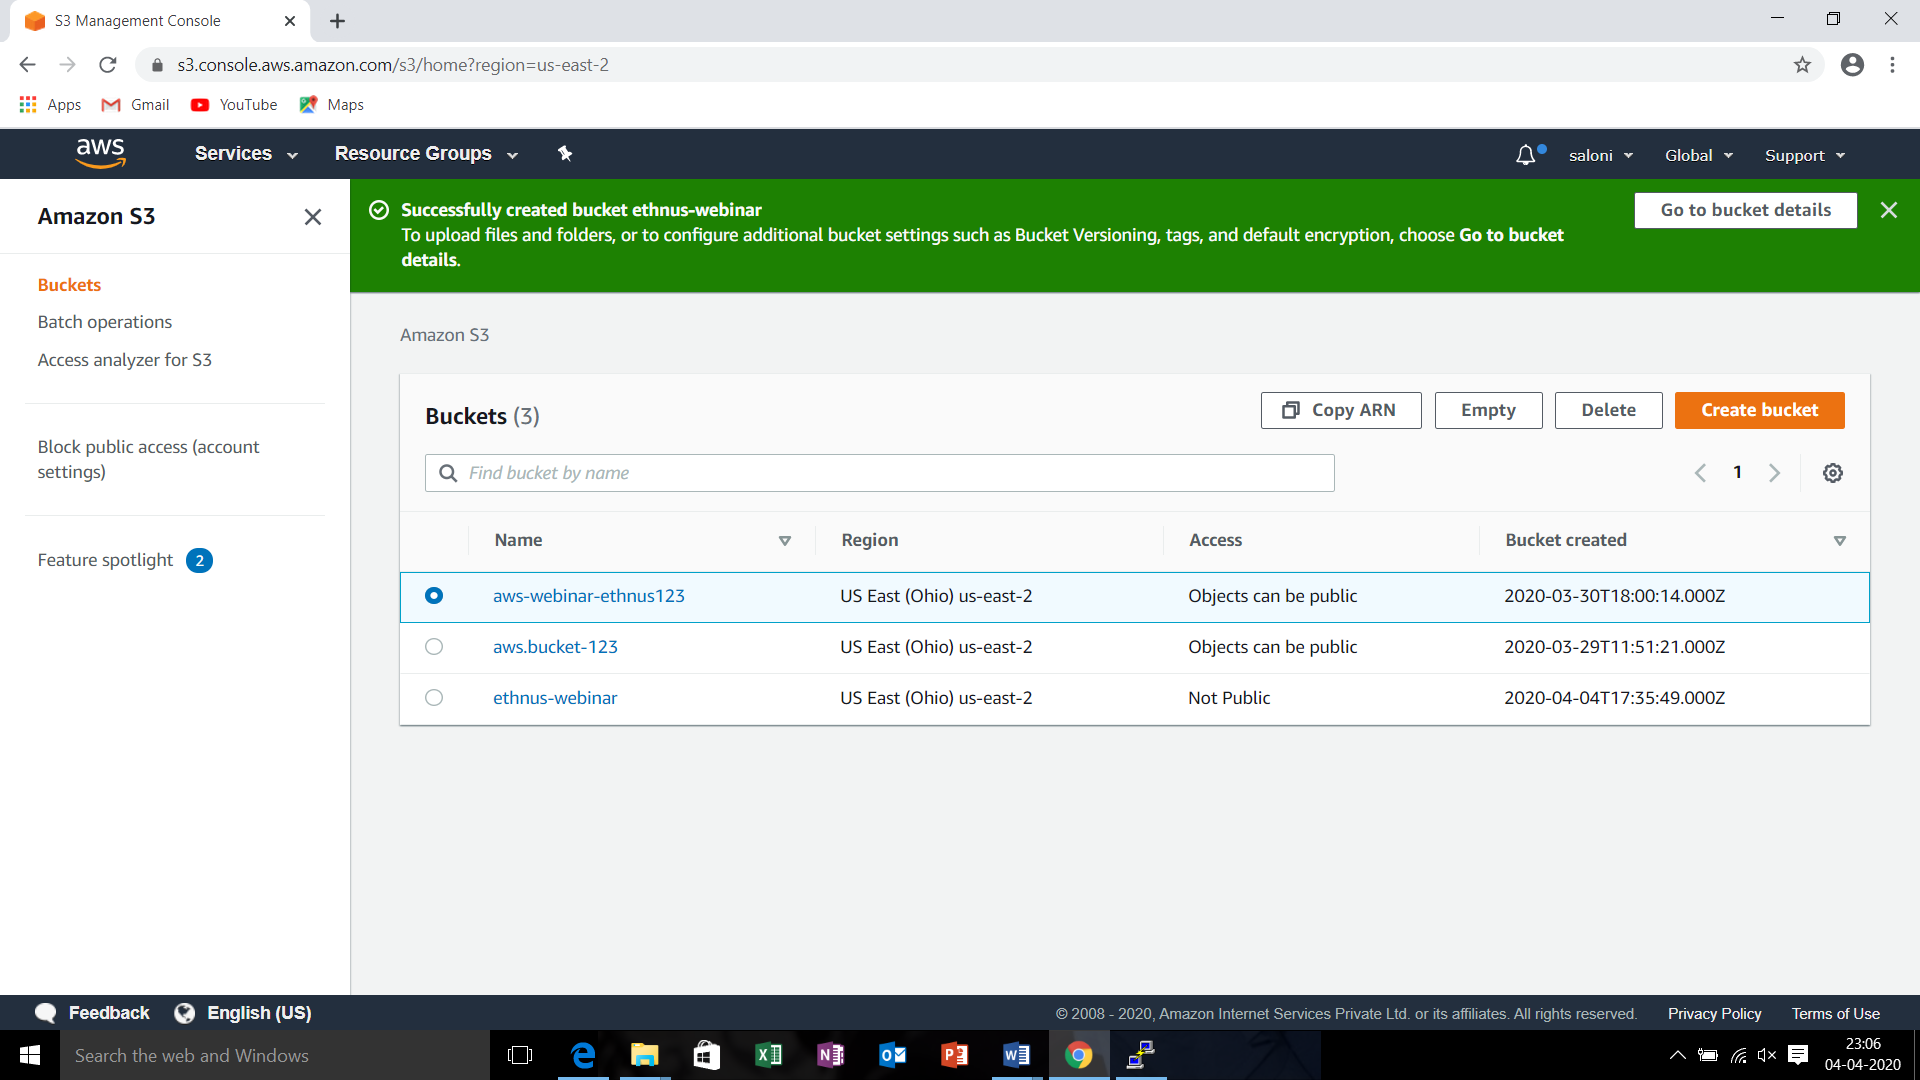 S3 Management Console
s3.console.aws.amazon.com/s3/home?region=us-east-2
Apps Gmail YouTube Maps
aws Services Resource Groups saloni Global Support
Amazon S3
Buckets
Batch operations
Access analyzer for S3
Block public access (account
settings)
Feature spotlight 2
Successfully created bucket ethnus-webinar
To upload files and folders, or to configure additional bucket settings such as Bucket Versioning, tags, and default encryption, choose Go to bucket
details.
Go to bucket details
Amazon S3
Buckets (3)
Copy ARN Empty Delete Create bucket
Find bucket by name
1
Name Region Access Bucket created
aws-webinar-ethnus123 US East (Ohio) us-east-2 Objects can be public 2020-03-30T18:00:14.000Z
aws.bucket-123 US East (Ohio) us-east-2 Objects can be public 2020-03-29T11:51:21.000Z
ethnus-webinar US East (Ohio) us-east-2 Not Public 2020-04-04T17:35:49.000Z
Feedback English (US) © 2008 - 2020, Amazon Internet Services Private Ltd. or its affiliates. All rights reserved. Privacy Policy Terms of Use
Search the web and Windows
23:06
04-04-2020